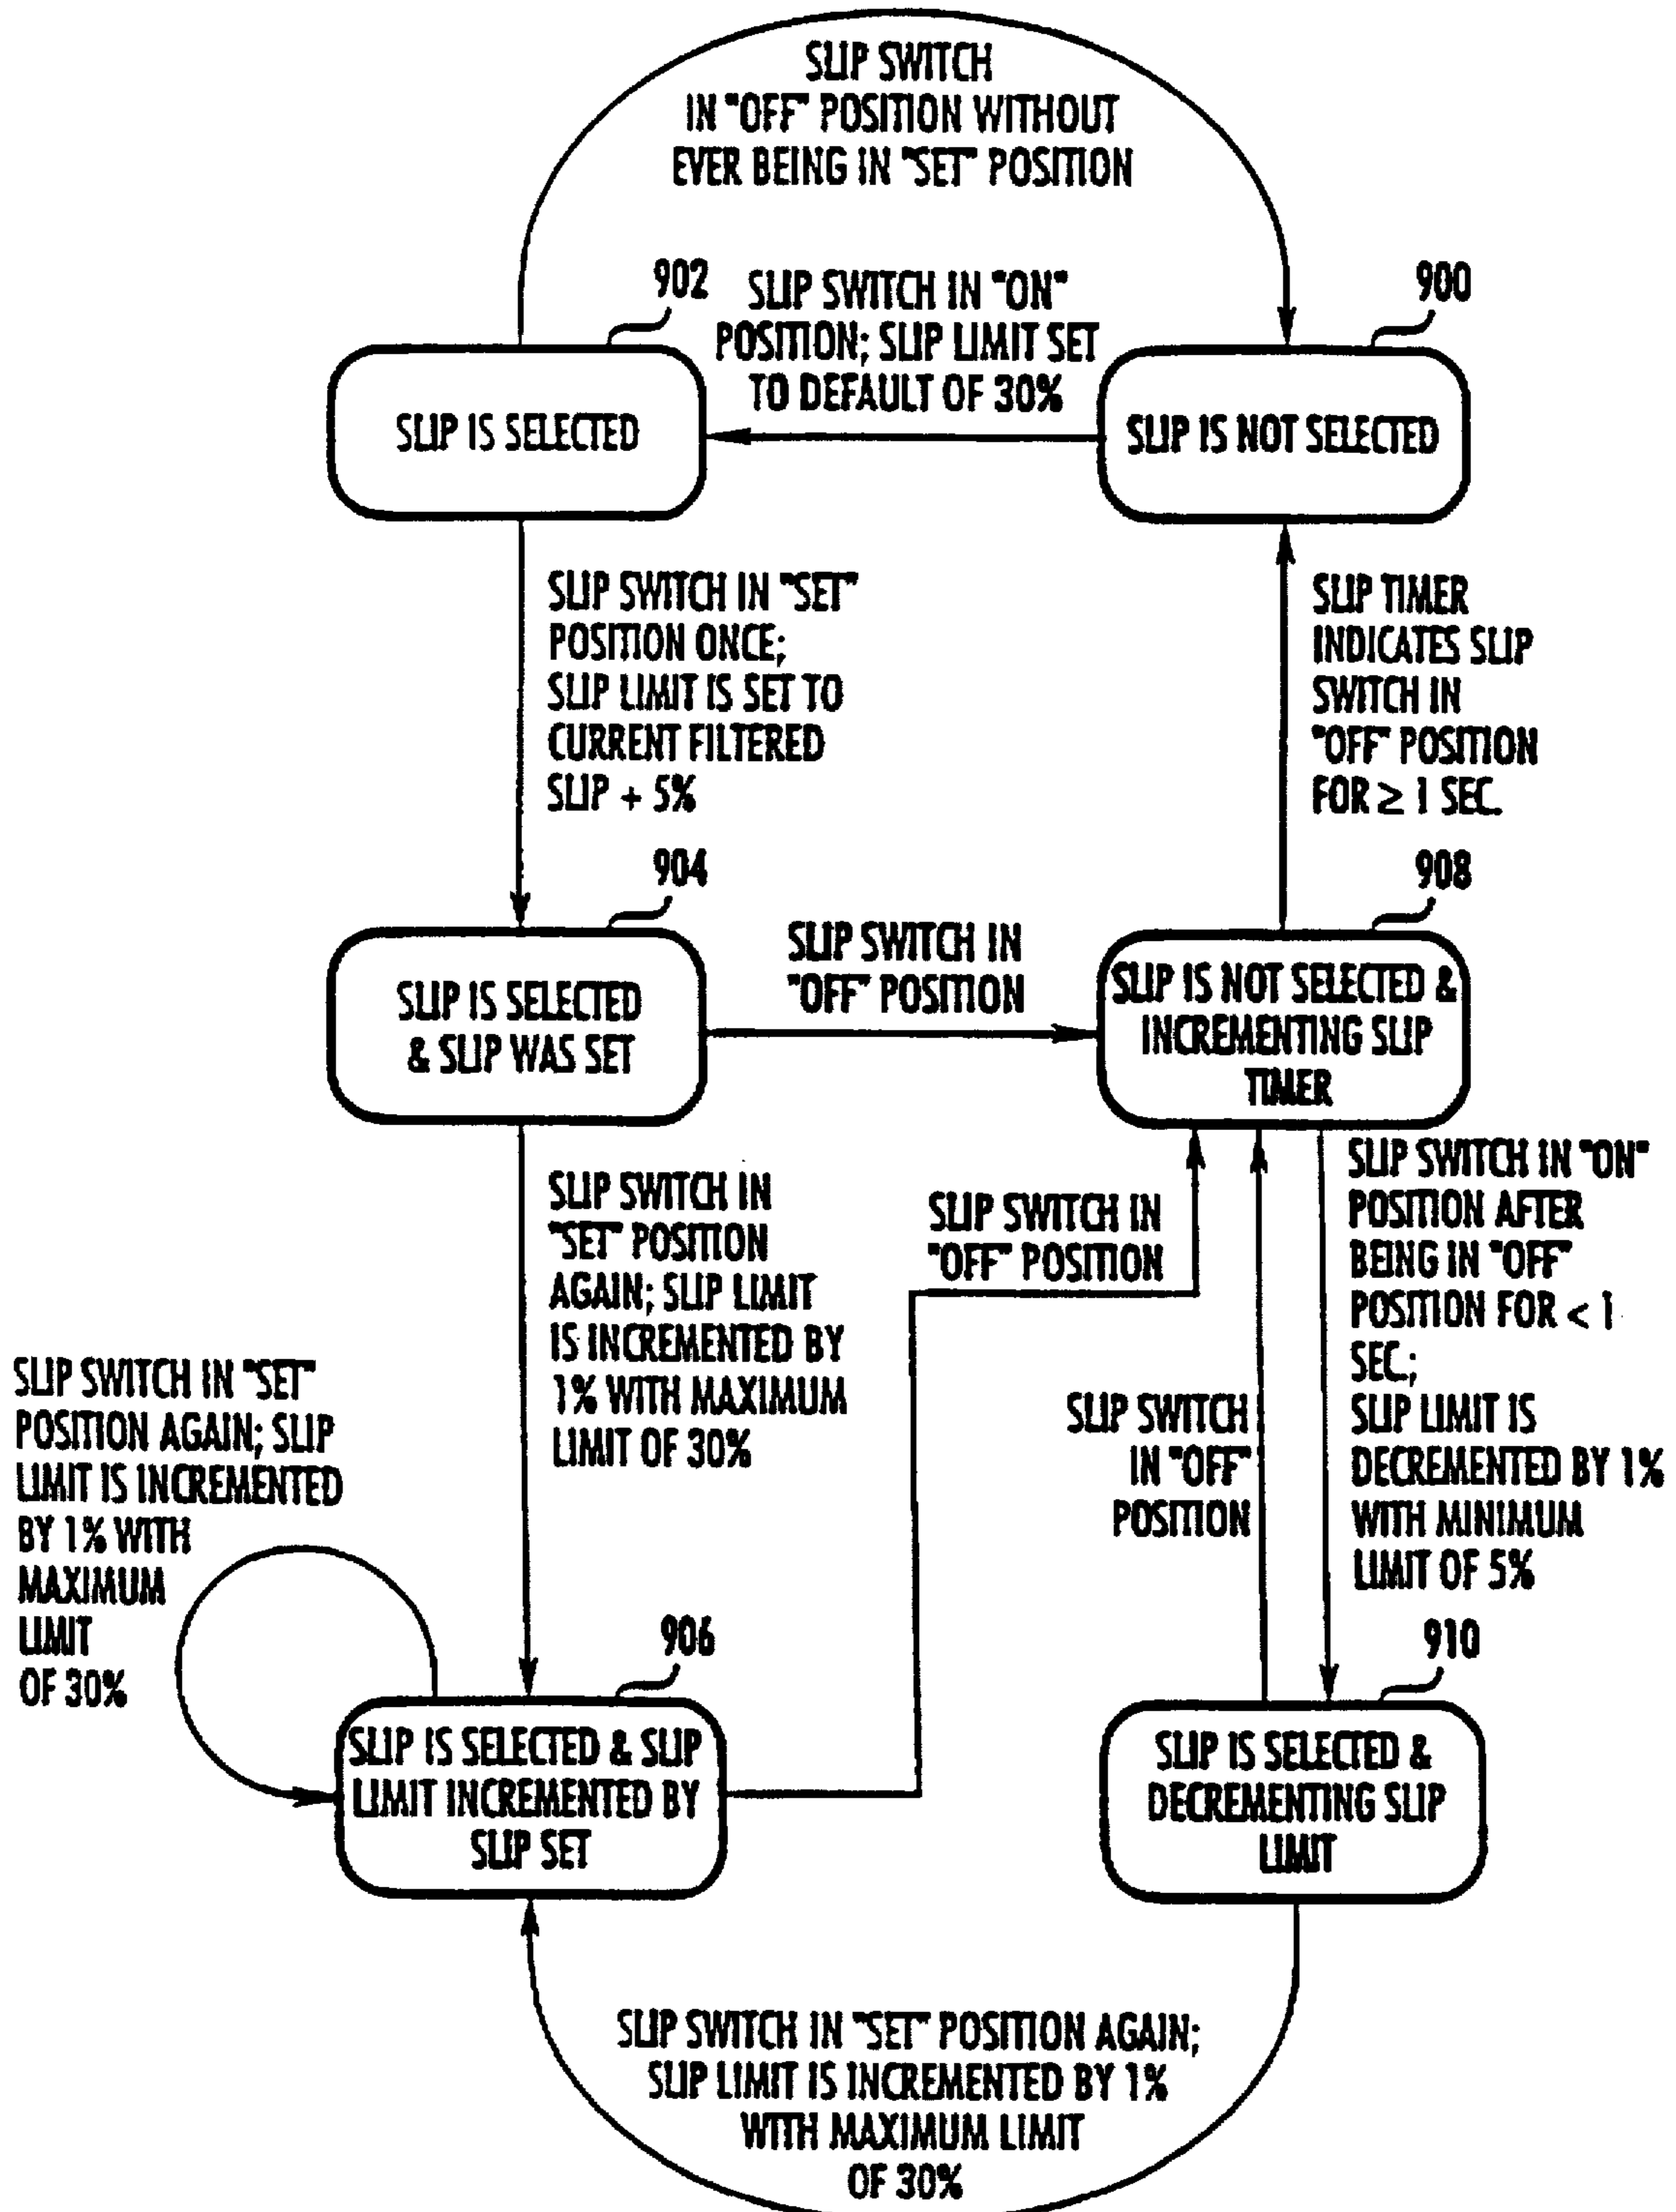 SLIP SWITCH
IN "OFF" POSITION WITHOUT
EVER BEING IN "SET" POSITION
902
SLIP SWITCH IN "ON"
POSITION; SLIP LIMIT SET
TO DEFAULT OF 30%
900
SLIP IS SELECTED
SLIP IS NOT SELECTED
SLIP SWITCH IN "SET"
POSITION ONCE;
SLIP LIMIT IS SET TO
CURRENT FILTERED
SLIP + 5%
SLIP TIMER
INDICATES SLIP
SWITCH IN
"OFF" POSITION
FOR ≥ 1 SEC.
904
908
SLIP IS SELECTED
& SLIP WAS SET
SLIP SWITCH IN
"OFF" POSITION
SLIP IS NOT SELECTED &
INCREMENTING SLIP
TIMER
SLIP SWITCH IN
"SET" POSITION
AGAIN; SLIP LIMIT
IS INCREMENTED BY
1% WITH MAXIMUM
LIMIT OF 30%
SLIP SWITCH IN
"OFF" POSITION
SLIP SWITCH IN "ON"
POSITION AFTER
BEING IN "OFF"
POSITION FOR < 1
SEC.;
SLIP LIMIT IS
DECREMENTED BY 1%
WITH MINIMUM
LIMIT OF 5%
SLIP SWITCH
IN "OFF"
POSITION
SLIP SWITCH IN "SET"
POSITION AGAIN; SLIP
LIMIT IS INCREMENTED
BY 1% WITH
MAXIMUM
LIMIT
OF 30%
906
910
SLIP IS SELECTED & SLIP
LIMIT INCREMENTED BY
SLIP SET
SLIP IS SELECTED &
DECREMENTING SLIP
LIMIT
SLIP SWITCH IN "SET" POSITION AGAIN;
SLIP LIMIT IS INCREMENTED BY 1%
WITH MAXIMUM LIMIT
OF 30%